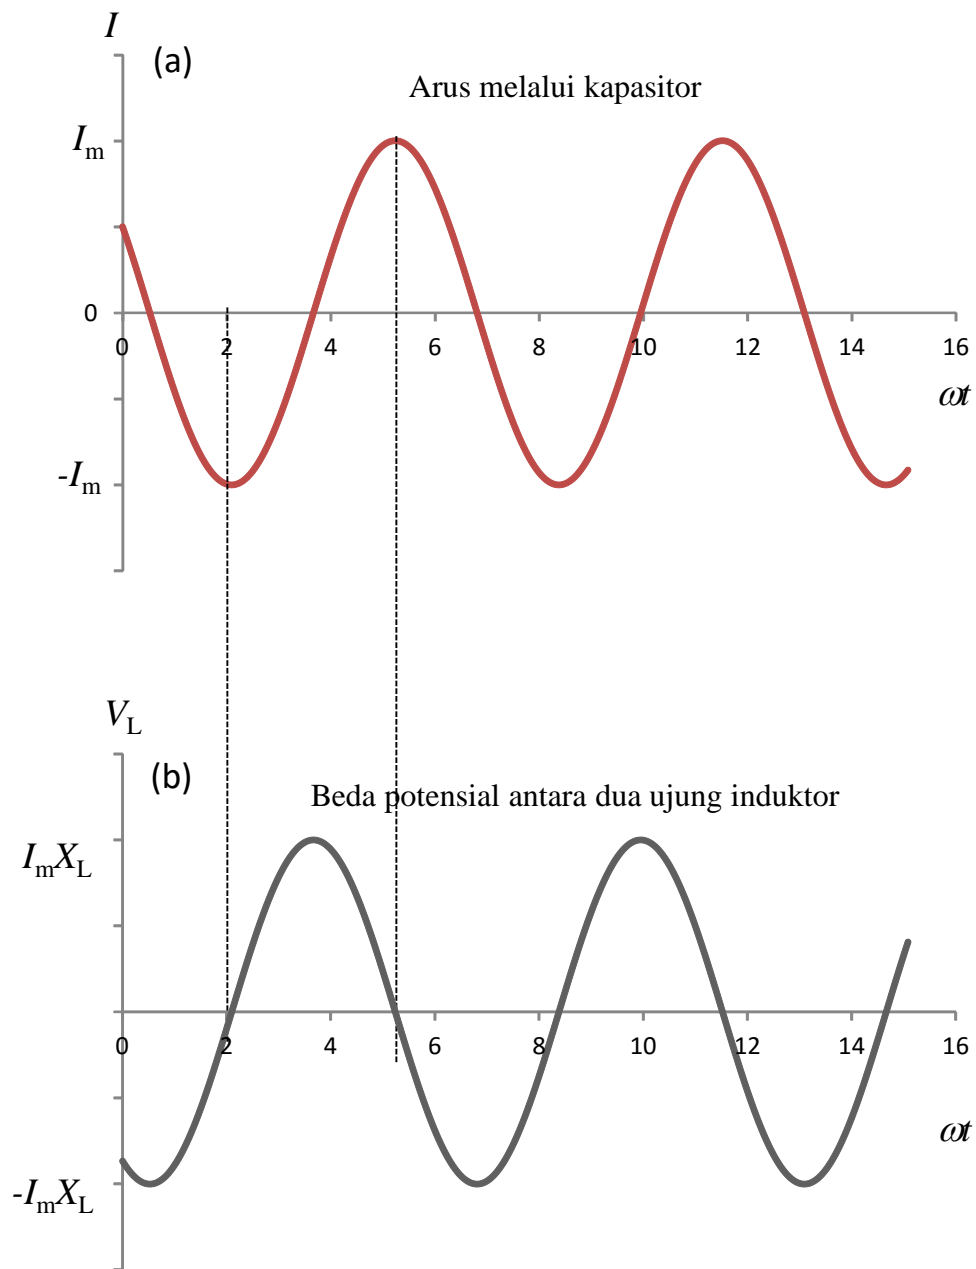 I
(a)
Arus melalui kapasitor
Im
0
0 2 4 6 8 10 12 14 16
ωt
-Im
VL
(b)
Beda potensial antara dua ujung induktor
ImXL
0 2 4 6 8 10 12 14 16
ωt
-ImXL